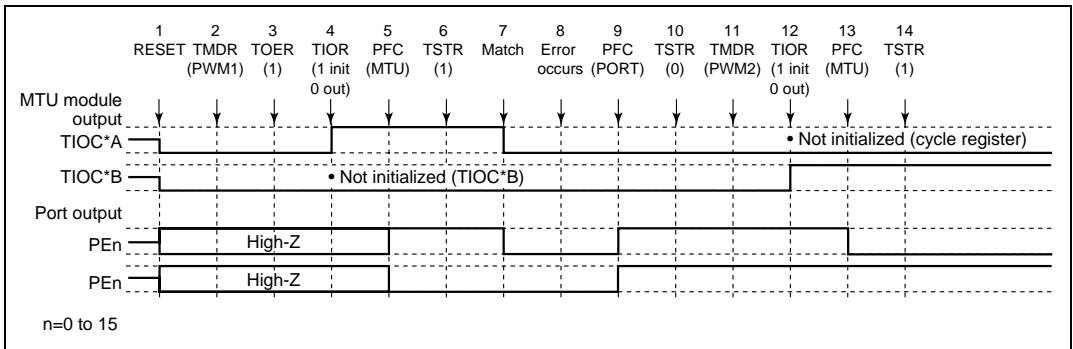 1 2 3 4 5 6 7 8 9 10 11 12 13 14
RESET TMDR TOER TIOR PFC TSTR Match Error PFC TSTR TMDR TIOR PFC TSTR
(PWM1) (1) (1 init (MTU) (1) occurs (PORT) (0) (PWM2) (1 init (MTU) (1)
0 out) 0 out)
MTU module
output
TIOC*A
• Not initialized (cycle register)
TIOC*B
• Not initialized (TIOC*B)
Port output
PEn
High-Z
PEn
High-Z
n=0 to 15